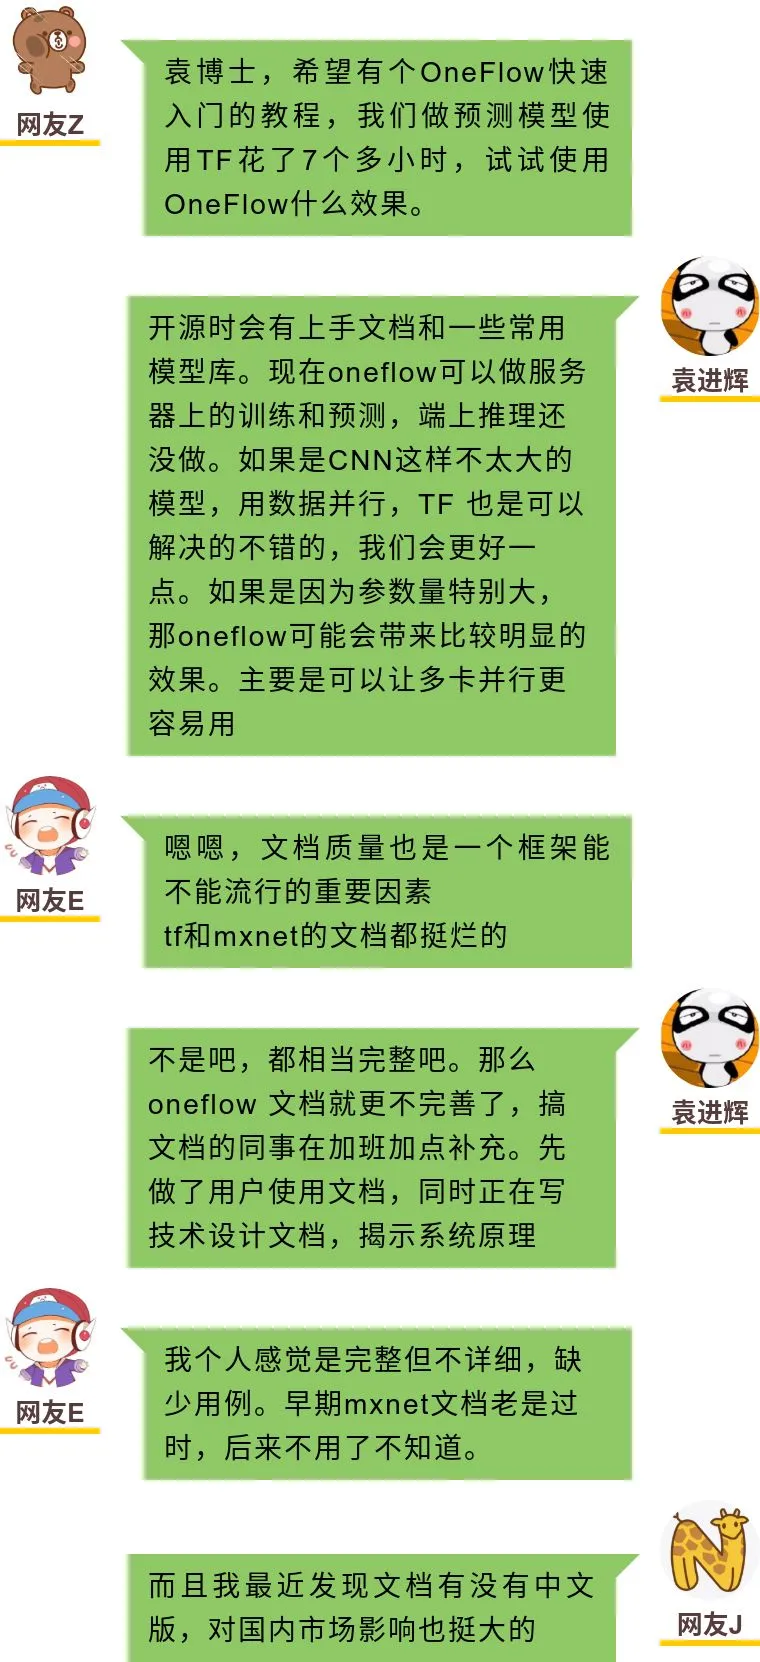 网友Z
袁博士，希望有个OneFlow快速
入门的教程，我们做预测模型使
用TF花了7个多小时，试试使用
OneFlow什么效果。
袁进辉
开源时会有上手文档和一些常用
模型库。现在oneflow可以做服务
器上的训练和预测，端上推理还
没做。如果是CNN这样不太大的
模型，用数据并行，TF 也是可以
解决的不错的，我们会更好一
点。如果是因为参数量特别大，
那oneflow可能会带来比较明显的
效果。主要是可以让多卡并行更
容易用
网友E
嗯嗯，文档质量也是一个框架能
不能流行的重要因素
tf和mxnet的文档都挺烂的
袁进辉
不是吧，都相当完整吧。那么
oneflow 文档就更不完善了，搞
文档的同事在加班加点补充。先
做了用户使用文档，同时正在写
技术设计文档，揭示系统原理
网友E
我个人感觉是完整但不详细，缺
少用例。早期mxnet文档老是过
时，后来不用了不知道。
网友J
而且我最近发现文档有没有中文
版，对国内市场影响也挺大的